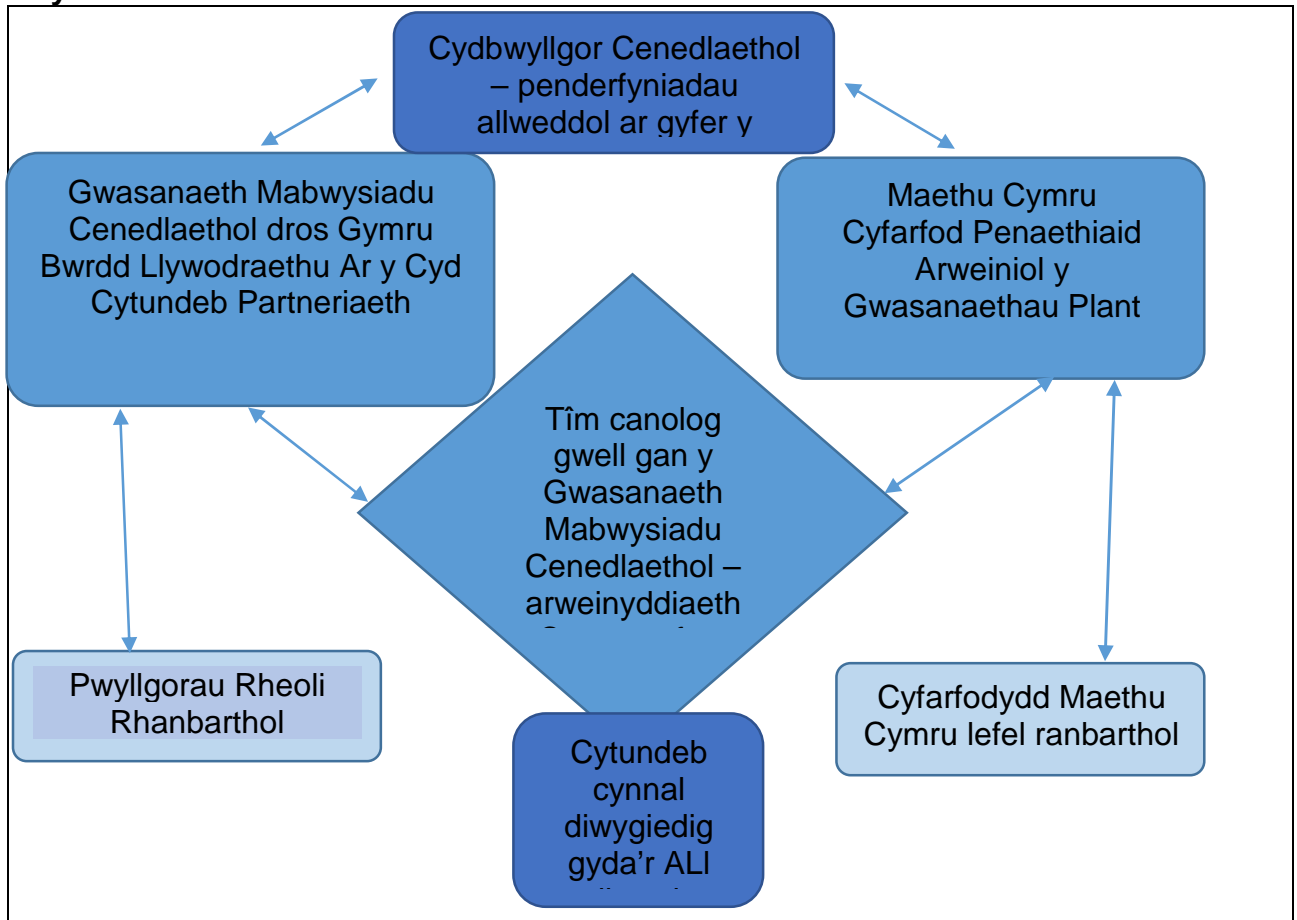 Cydbwyllgor Cenedlaethol
– penderfyniadau
allweddol ar gyfer y
Gwasanaeth Mabwysiadu
Cenedlaethol dros Gymru
Bwrdd Llywodraethu Ar y Cyd
Cytundeb Partneriaeth
Maethu Cymru
Cyfarfod Penaethiaid
Arweiniol y
Gwasanaethau Plant
Tîm canolog
gwell gan y
Gwasanaeth
Mabwysiadu
Cenedlaethol –
arweinyddiaeth
Pwyllgorau Rheoli
Rhanbarthol
Cyfarfodydd Maethu
Cymru lefel ranbarthol
Cytundeb
cynnal
diwygiedig
gyda’r ALl